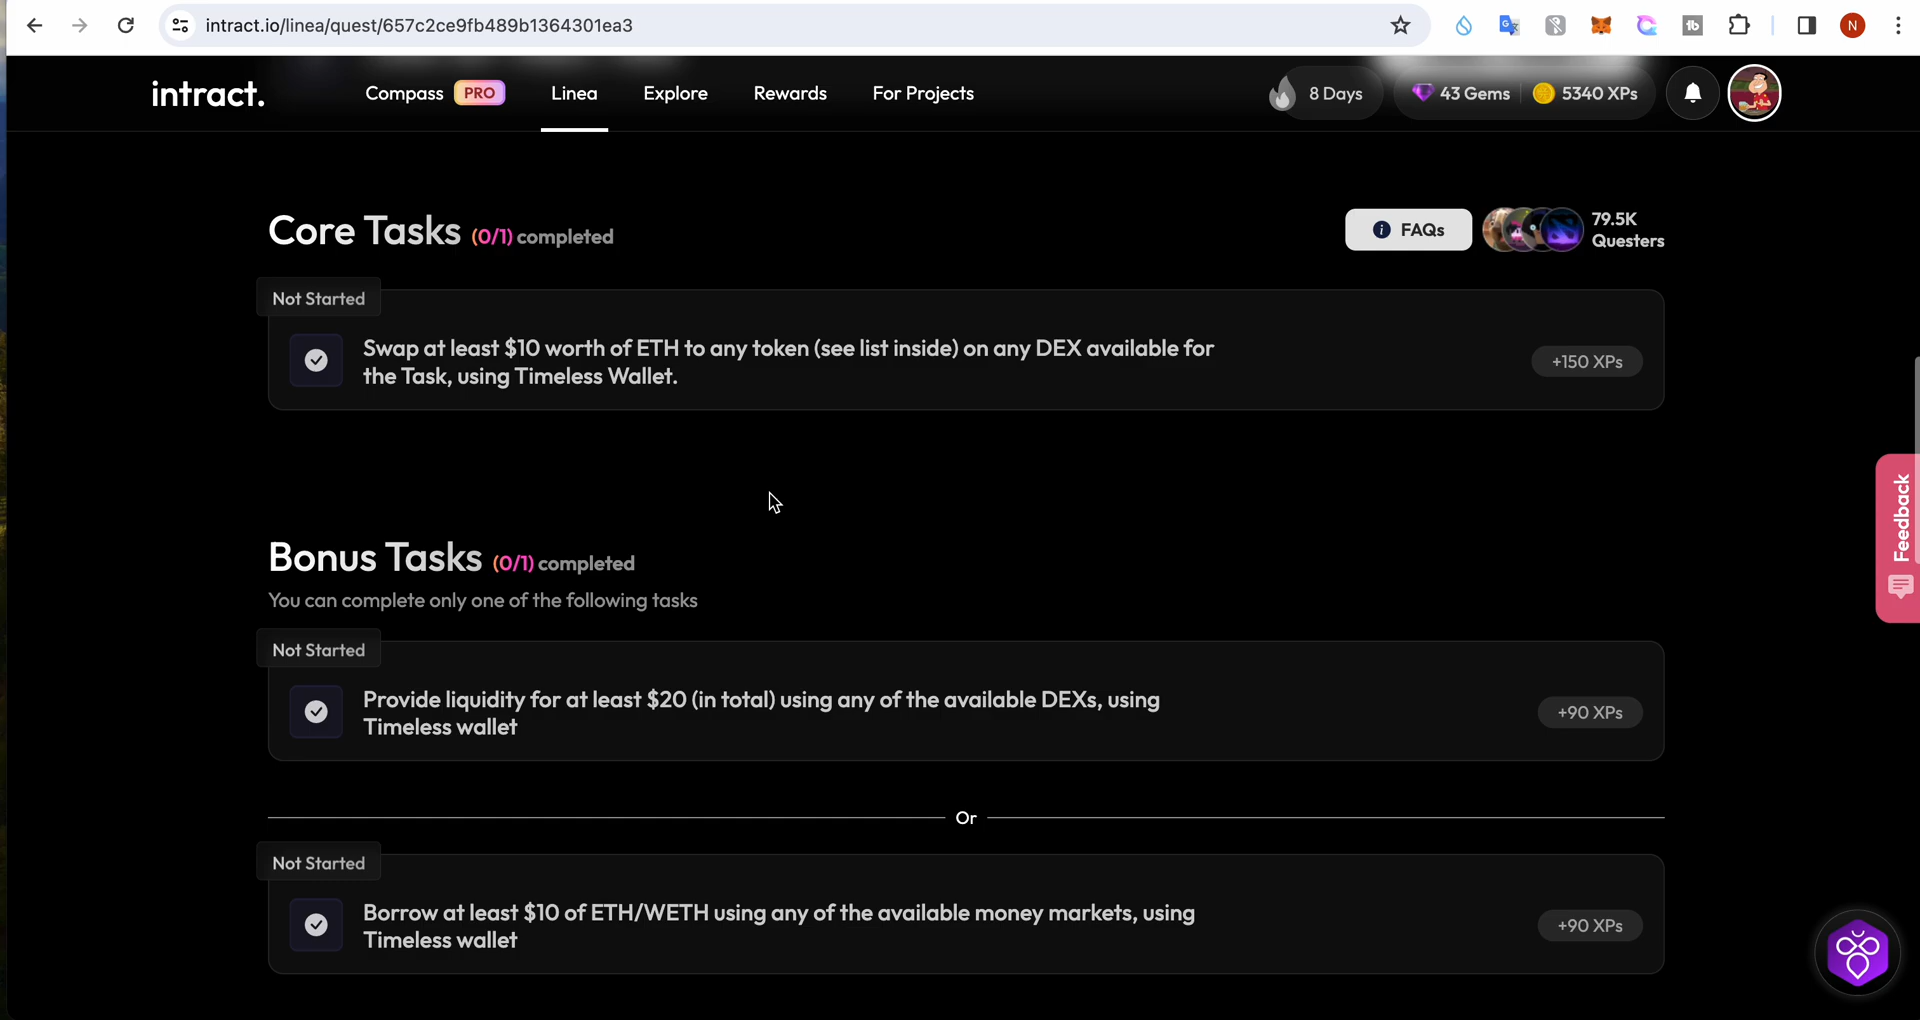 intract.io/linea/quest/657c2ce9fb489b1364301ea3
N
intract.
Compass PRO
Linea
Explore
Rewards
For Projects
8 Days
43 Gems
5340 XPs
Core Tasks (0/1) completed
i FAQs
79.5K
Questers
Not Started
Swap at least $10 worth of ETH to any token (see list inside) on any DEX available for
the Task, using Timeless Wallet.
+150 XPs
Bonus Tasks (0/1) completed
You can complete only one of the following tasks
Not Started
Provide liquidity for at least $20 (in total) using any of the available DEXs, using
Timeless wallet
+90 XPs
Or
Not Started
Borrow at least $10 of ETH/WETH using any of the available money markets, using
Timeless wallet
+90 XPs
Feedback